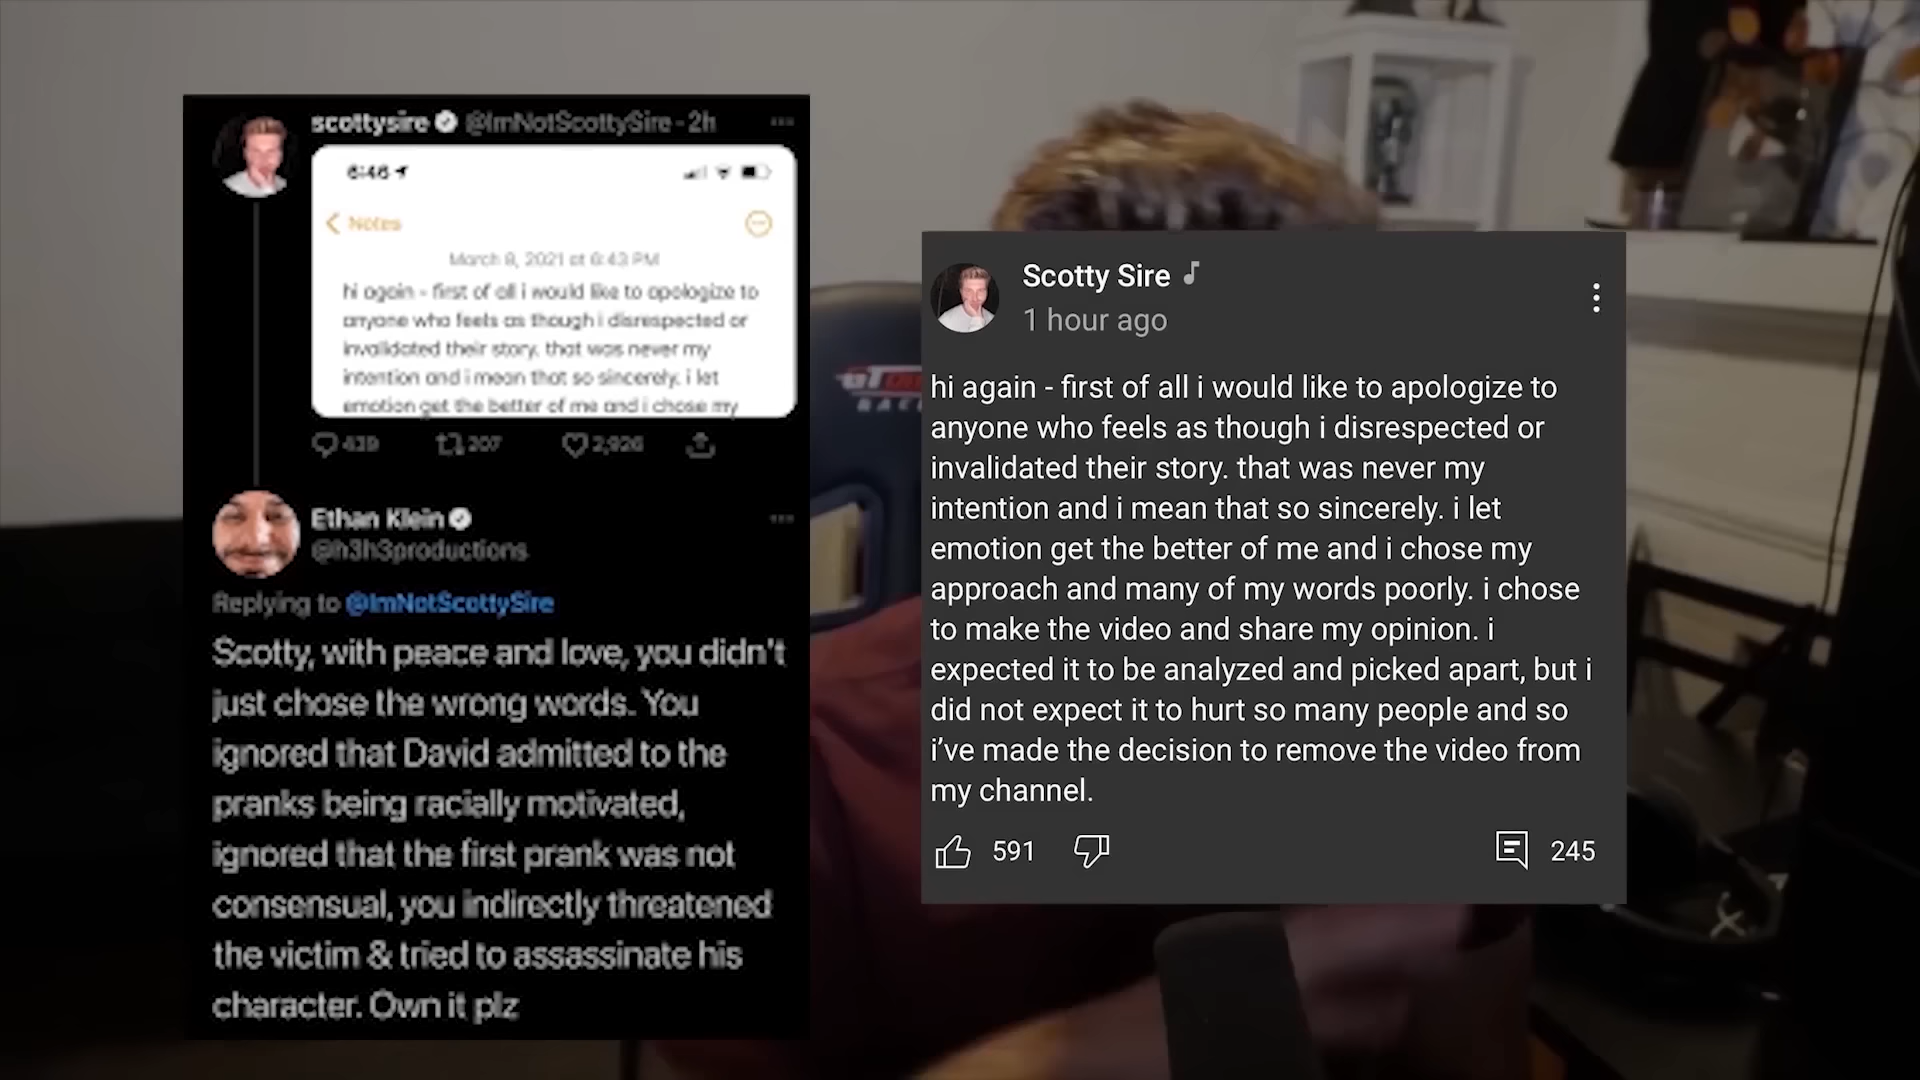 scottysire @ImNotScottySire · 2h
6:46
Notes
March 8, 2021 at 6:43 PM
hi again - first of all i would like to apologize to
anyone who feels as though i disrespected or
invalidated their story. that was never my
intention and i mean that so sincerely. i let
emotion get the better of me and i chose my
439 207 2,926
Ethan Klein
@h3h3productions
Replying to @ImNotScottySire
Scotty, with peace and love, you didn't
just chose the wrong words. You
ignored that David admitted to the
pranks being racially motivated,
ignored that the first prank was not
consensual, you indirectly threatened
the victim & tried to assassinate his
character. Own it plz
Scotty Sire
1 hour ago
hi again - first of all i would like to apologize to
anyone who feels as though i disrespected or
invalidated their story. that was never my
intention and i mean that so sincerely. i let
emotion get the better of me and i chose my
approach and many of my words poorly. i chose
to make the video and share my opinion. i
expected it to be analyzed and picked apart, but i
did not expect it to hurt so many people and so
i've made the decision to remove the video from
my channel.
591 245